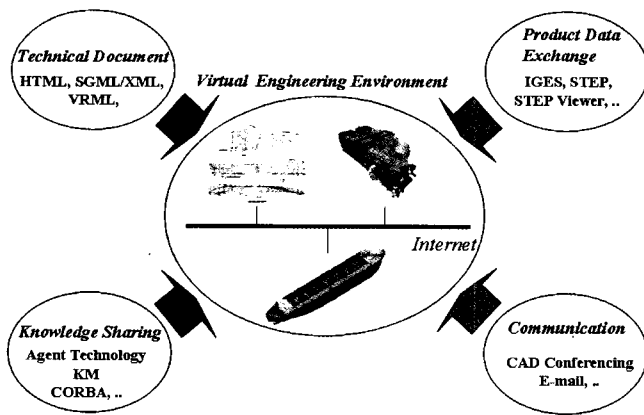 Technical Document
HTML, SGML/XML,
VRML,
Virtual Engineering Environment
Product Data
Exchange
IGES, STEP,
STEP Viewer, ..
Internet
Knowledge Sharing
Agent Technology
KM
CORBA, ..
Communication
CAD Conferencing
E-mail, ..